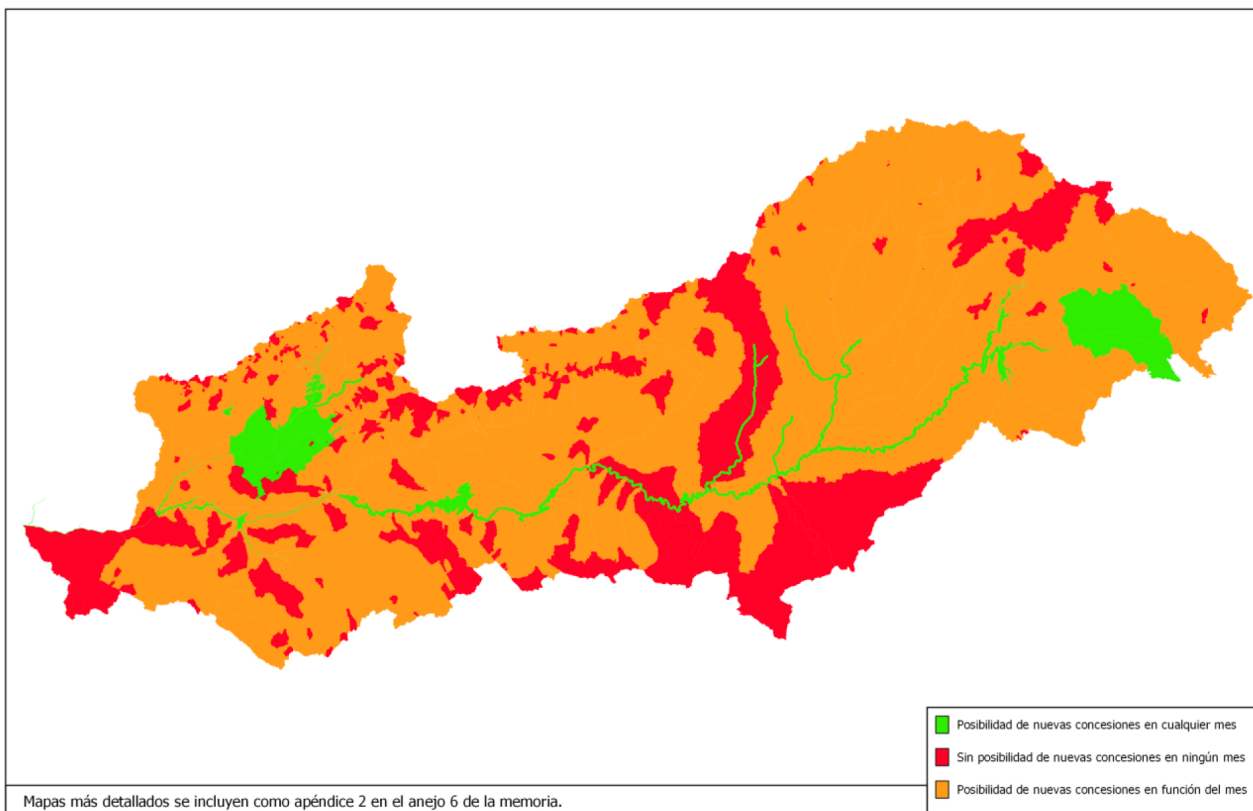 Posibilidad de nuevas concesiones en cualquier mes
Sin posibilidad de nuevas concesiones en ningún mes
Posibilidad de nuevas concesiones en función del mes
Mapas más detallados se incluyen como apéndice 2 en el anejo 6 de la memoria.